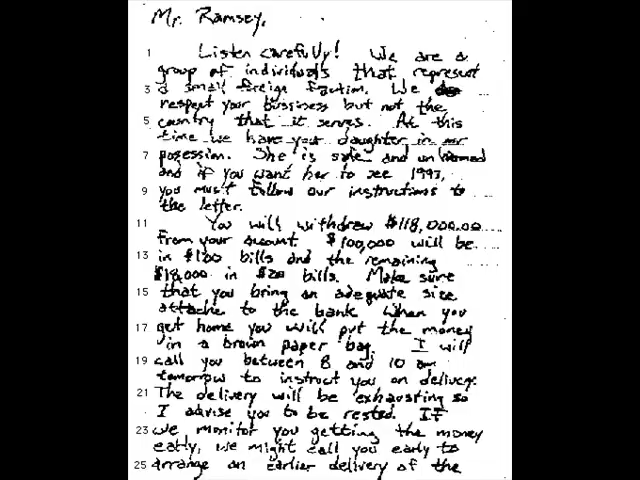 Mr. Ramsey,
1 Listen carefully! We are a
group of individuals that represent
3 a small foreign faction. We do
respect your bussiness but not the
5 country that it serves. At this
time we have your daughter in our
7 posession. She is safe and unharmed
and if you want her to see 1997,
9 you must follow our instructions to
the letter.
11 You will withdraw $118,000.00
from your account. $100,000 will be
13 in $100 bills and the remaining
$18,000 in $20 bills. Make sure
15 that you bring an adequate size
attache to the bank. When you
17 get home you will put the money
in a brown paper bag. I will
19 call you between 8 and 10 am
tomorrow to instruct you on delivery.
21 The delivery will be exhausting so
I advise you to be rested. If
23 we monitor you getting the money
early, we might call you early to
25 arrange an earlier delivery of the